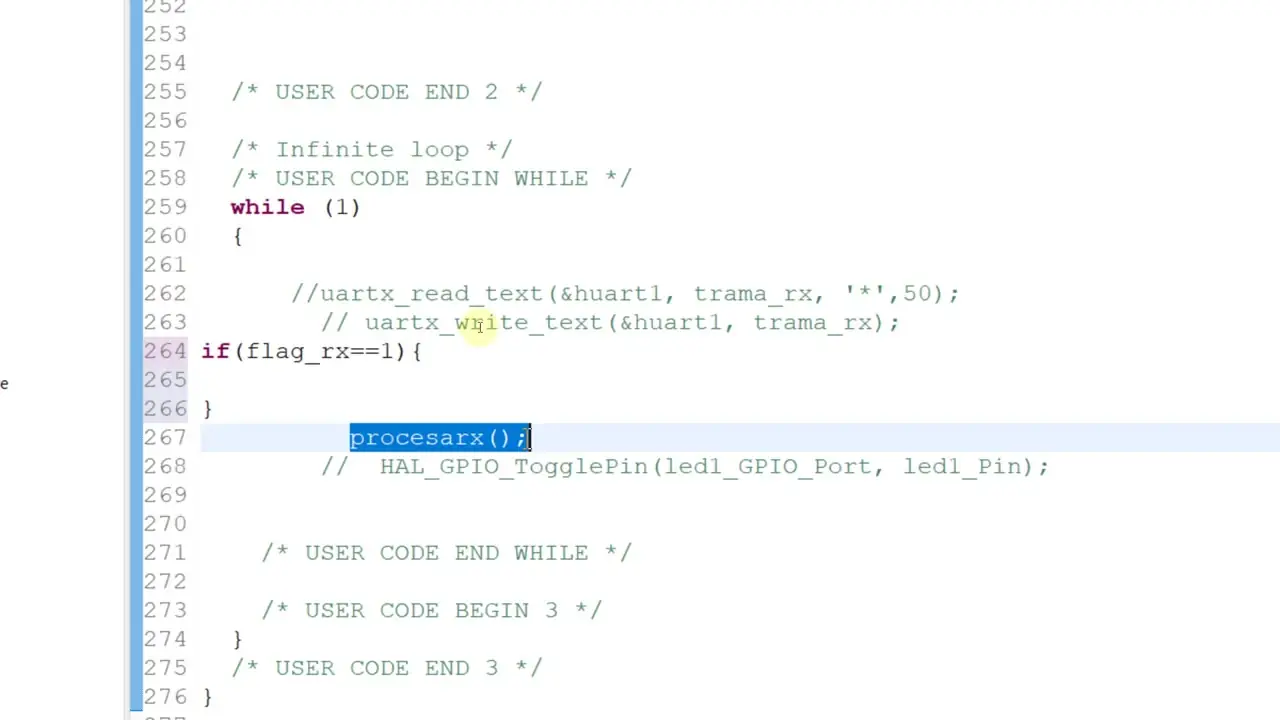 252
253
254
255 /* USER CODE END 2 */
256
257 /* Infinite loop */
258 /* USER CODE BEGIN WHILE */
259 while (1)
260 {
261
262 //uartx_read_text(&huart1, trama_rx, '*',50);
263 // uartx_write_text(&huart1, trama_rx);
264 if(flag_rx==1){
265
e
266 }
267 procesarx();
268 // HAL_GPIO_TogglePin(led1_GPIO_Port, led1_Pin);
269
270
271 /* USER CODE END WHILE */
272
273 /* USER CODE BEGIN 3 */
274 }
275 /* USER CODE END 3 */
276 }